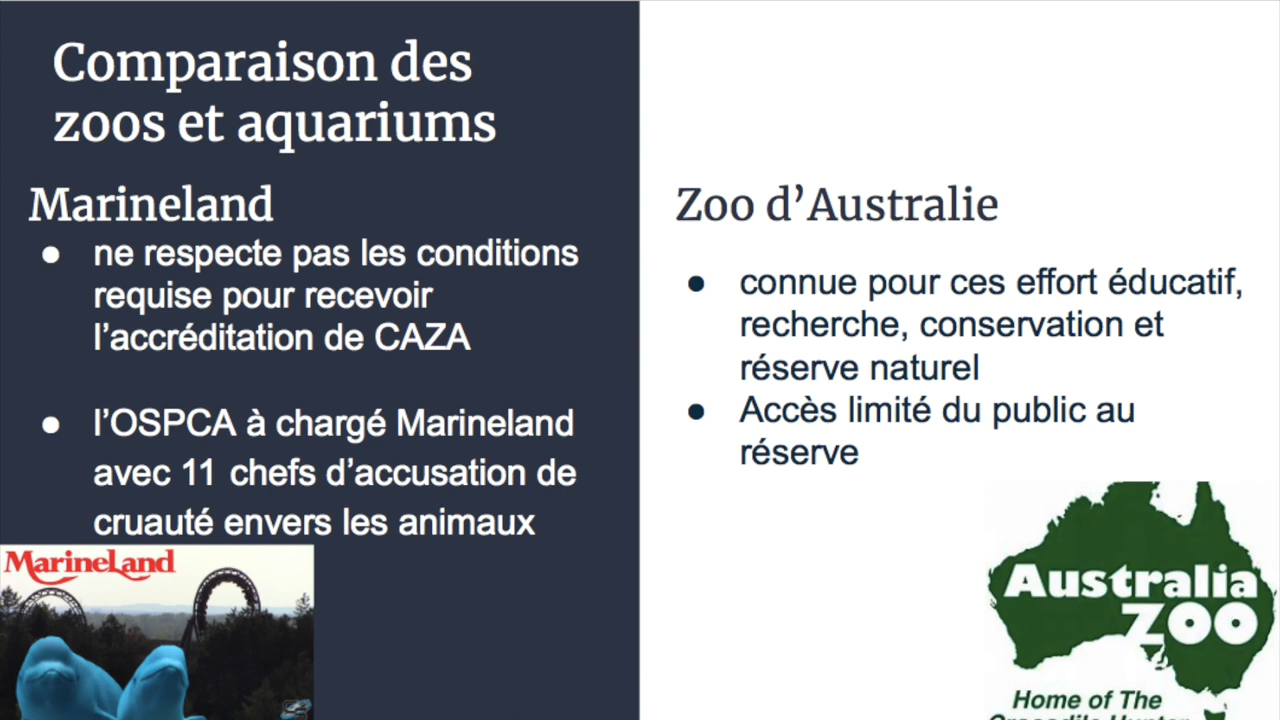 Comparaison des
zoos et aquariums
Marineland
● ne respecte pas les conditions
requise pour recevoir
l’accréditation de CAZA
● l’OSPCA à chargé Marineland
avec 11 chefs d’accusation de
cruauté envers les animaux
MarineLand
Zoo d’Australie
● connue pour ces effort éducatif,
recherche, conservation et
réserve naturel
● Accès limité du public au
réserve
Australia
ZOO
Home of The
Crocodile Hunter